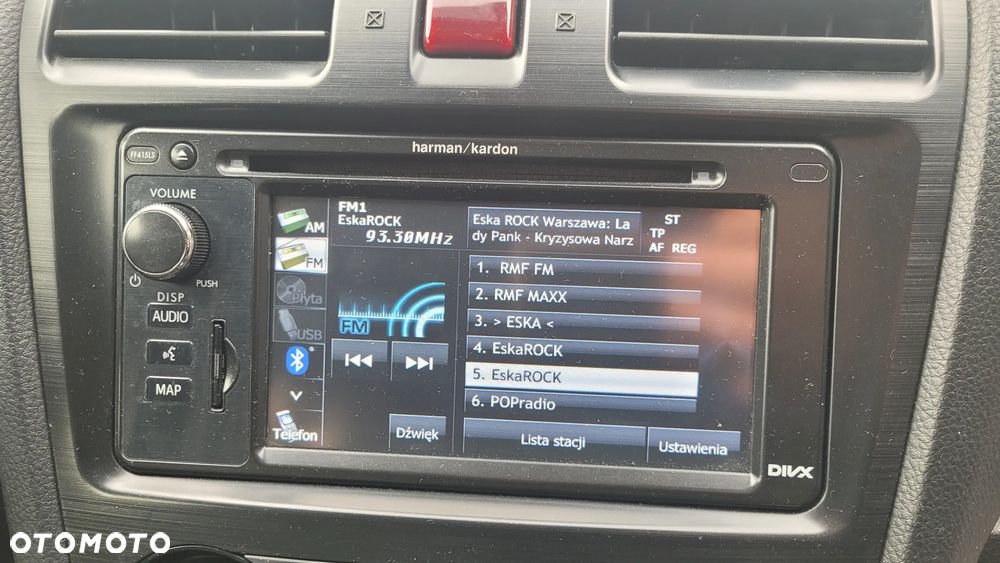 harman/kardon
FF415LS
VOLUME
PUSH
DISP
AUDIO
MAP
AM
FM
Płyta
USB
Telefon
FM1
EskaROCK
93.30MHz
FM
Dźwięk
Eska ROCK Warszawa: La
dy Pank - Kryzysowa Narz
ST
TP
AF REG
1. RMF FM
2. RMF MAXX
3. > ESKA <
4. EskaROCK
5. EskaROCK
6. POPradio
Lista stacji
Ustawienia
DIVX
OTOMOTO